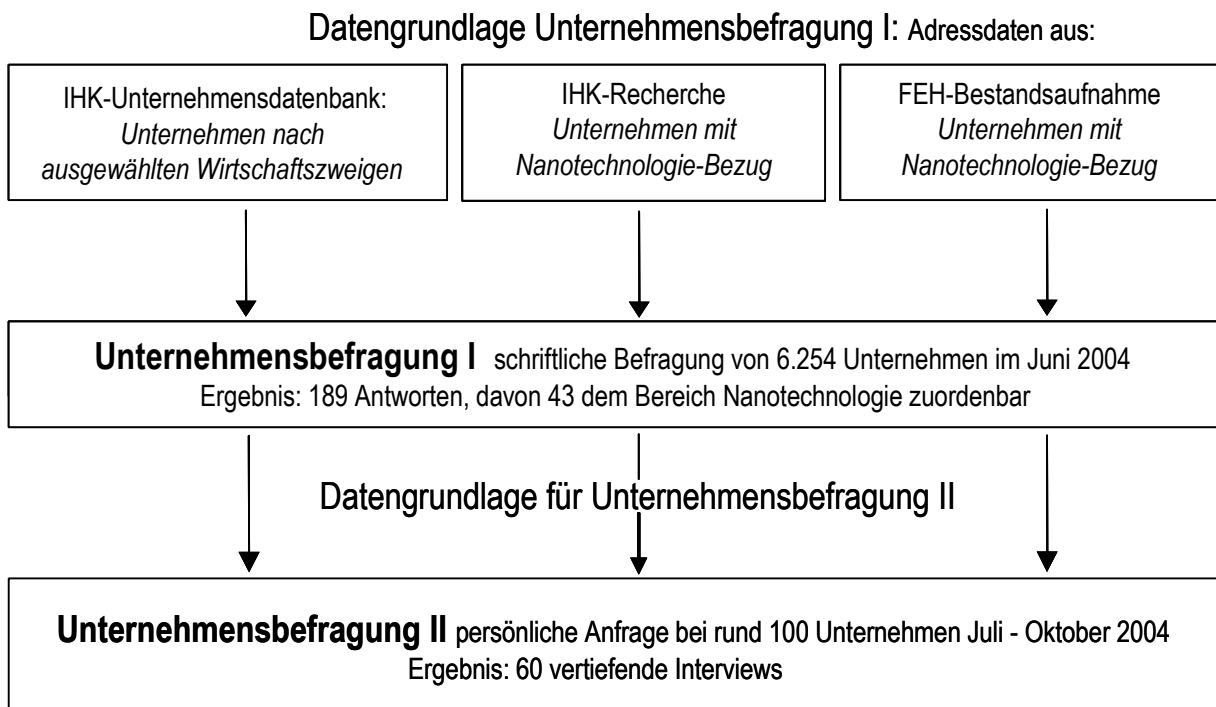 Datengrundlage Unternehmensbefragung I: Adressdaten aus:
IHK-Unternehmensdatenbank:
Unternehmen nach
ausgewählten Wirtschaftszweigen
IHK-Recherche
Unternehmen mit
Nanotechnologie-Bezug
FEH-Bestandsaufnahme
Unternehmen mit
Nanotechnologie-Bezug
Unternehmensbefragung I schriftliche Befragung von 6.254 Unternehmen im Juni 2004
Ergebnis: 189 Antworten, davon 43 dem Bereich Nanotechnologie zuordenbar
Datengrundlage für Unternehmensbefragung II
Unternehmensbefragung II persönliche Anfrage bei rund 100 Unternehmen Juli - Oktober 2004
Ergebnis: 60 vertiefende Interviews